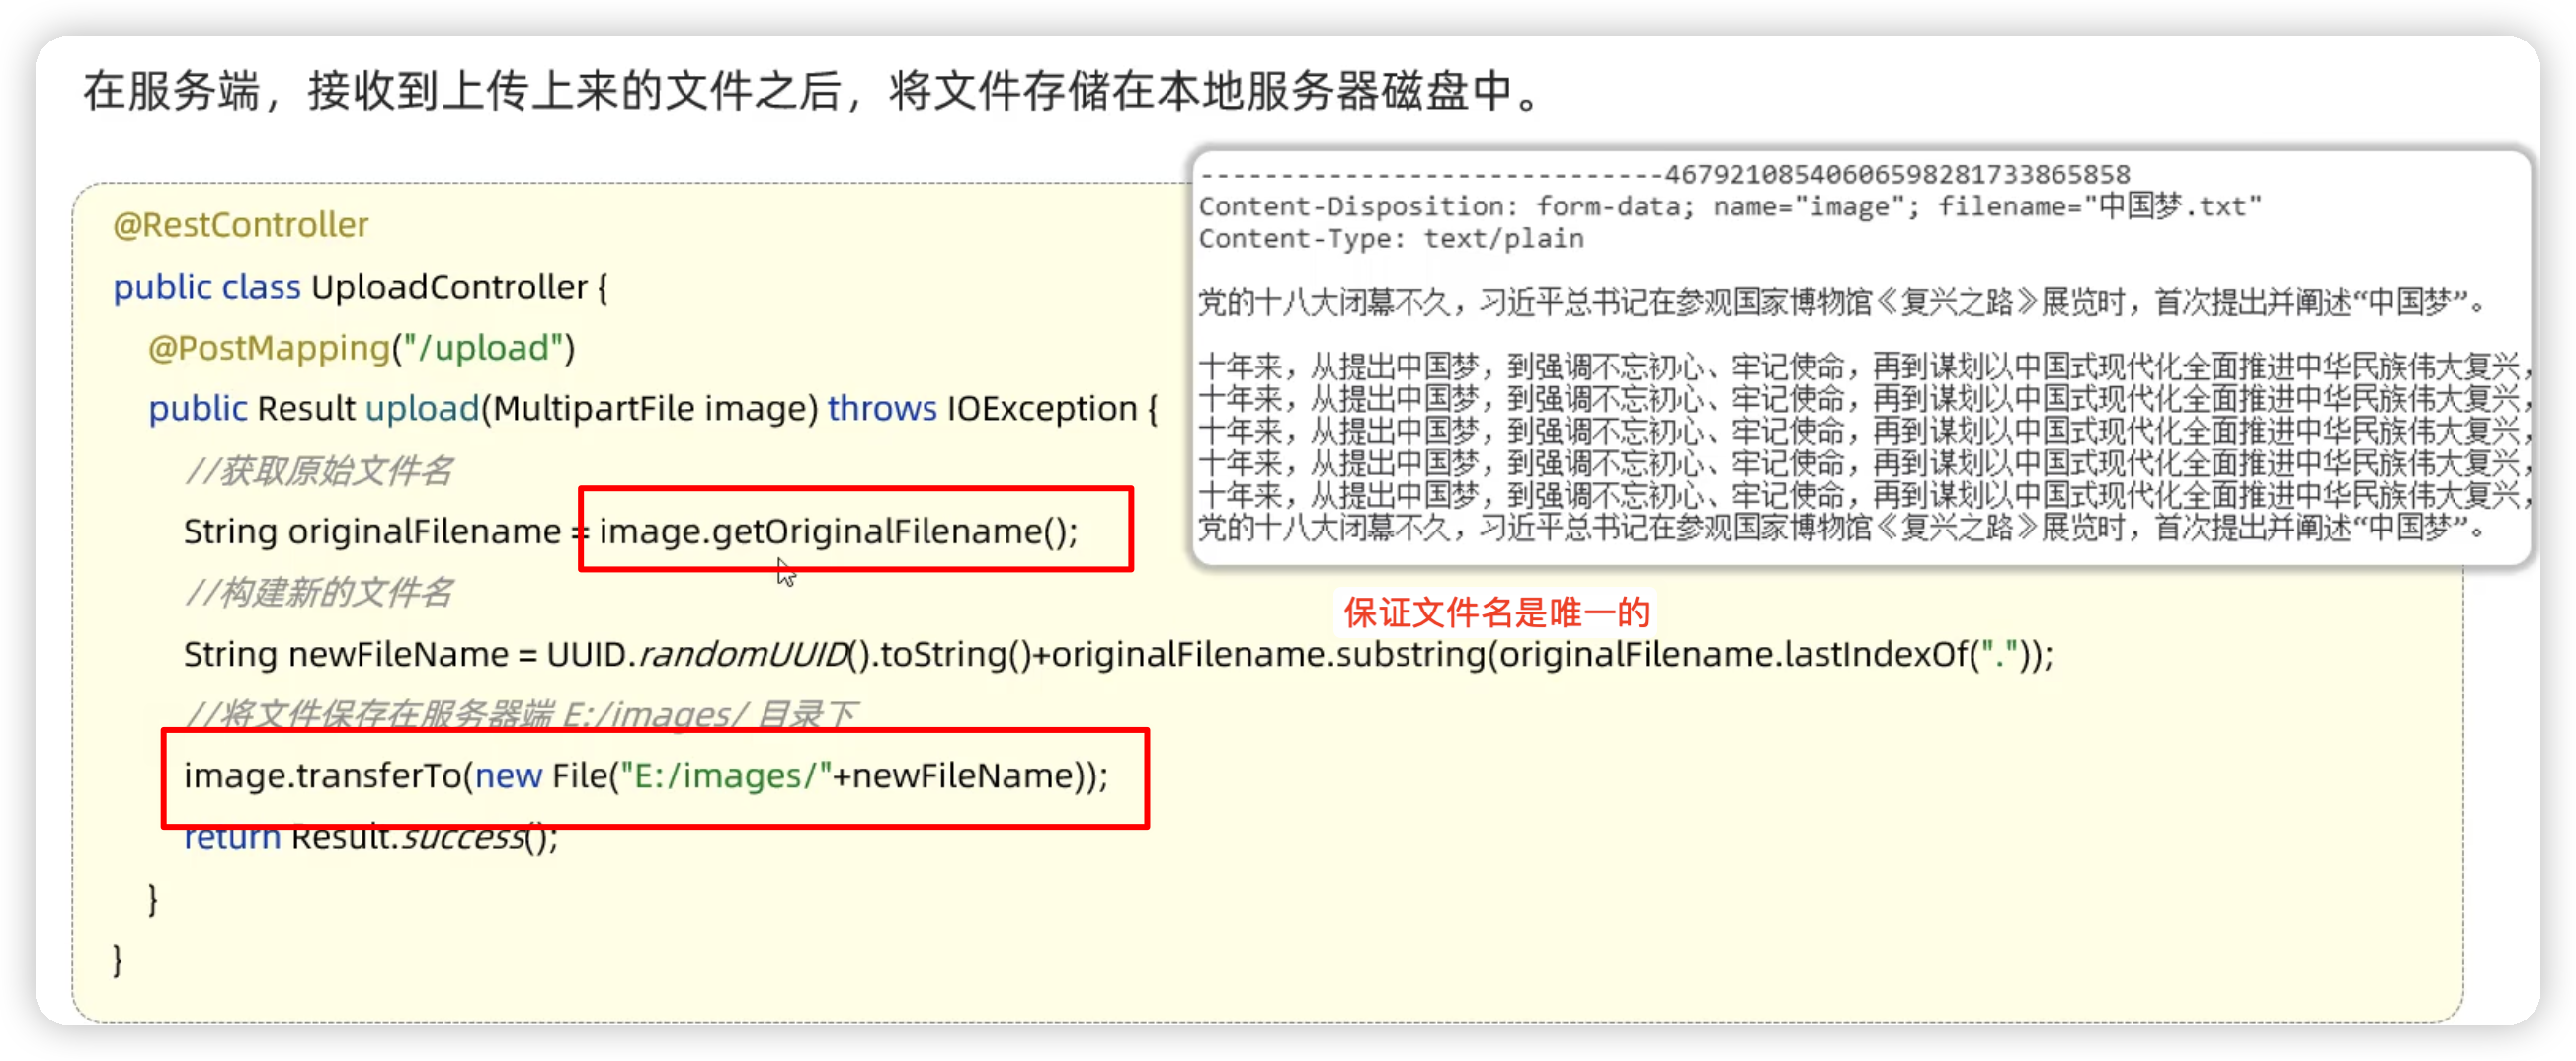 在服务端，接收到上传上来的文件之后，将文件存储在本地服务器磁盘中。
-----------------------------467921085406065982817338​65858
Content-Disposition: form-data; name="image"; filename="中国梦.txt"
Content-Type: text/plain
党的十八大闭幕不久，习近平总书记在参观国家博物馆《复兴之路》展览时，首次提出并阐述“中国梦”。
十年来，从提出中国梦，到强调不忘初心、牢记使命，再到谋划以中国式现代化全面推进中华民族伟大复兴，
十年来，从提出中国梦，到强调不忘初心、牢记使命，再到谋划以中国式现代化全面推进中华民族伟大复兴，
十年来，从提出中国梦，到强调不忘初心、牢记使命，再到谋划以中国式现代化全面推进中华民族伟大复兴，
十年来，从提出中国梦，到强调不忘初心、牢记使命，再到谋划以中国式现代化全面推进中华民族伟大复兴，
十年来，从提出中国梦，到强调不忘初心、牢记使命，再到谋划以中国式现代化全面推进中华民族伟大复兴，
党的十八大闭幕不久，习近平总书记在参观国家博物馆《复兴之路》展览时，首次提出并阐述“中国梦”。
@RestController
public class UploadController {
@PostMapping("/upload")
public Result upload(MultipartFile image) throws IOException {
//获取原始文件名
String originalFilename = image.getOriginalFilename();
//构建新的文件名
保证文件名是唯一的
String newFileName = UUID.randomUUID().toString()+originalFilename.substring(originalFilename.lastIndexOf("."));
//将文件保存在服务器端 E:/images/ 目录下
image.transferTo(new File("E:/images/"+newFileName));
return Result.success();
}
}